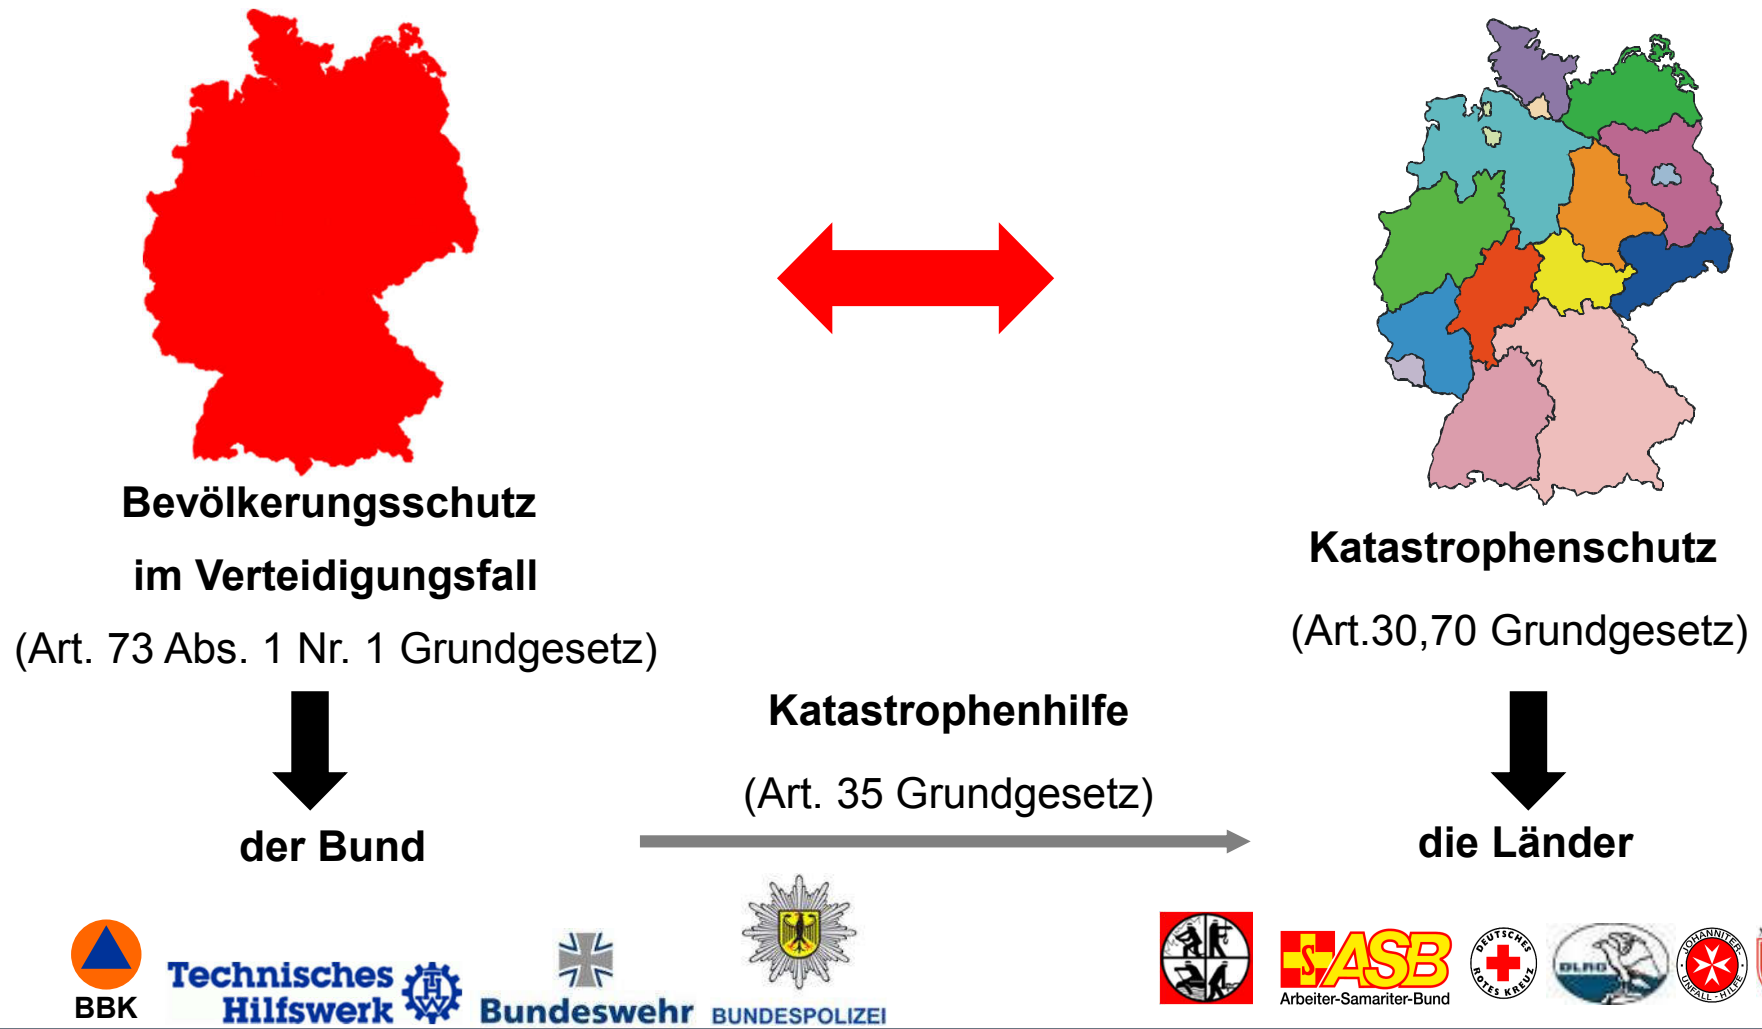 Bevölkerungsschutz
im Verteidigungsfall
(Art. 73 Abs. 1 Nr. 1 Grundgesetz)
der Bund
Katastrophenhilfe
(Art. 35 Grundgesetz)
Katastrophenschutz
(Art.30,70 Grundgesetz)
die Länder
BBK
Technisches
Hilfswerk
THW
Bundeswehr
BUNDESPOLIZEI
S ASB
Arbeiter-Samariter-Bund
DEUTSCHES
ROTES KREUZ
DLRG
JOHANNITER-
UNFALL-HILFE